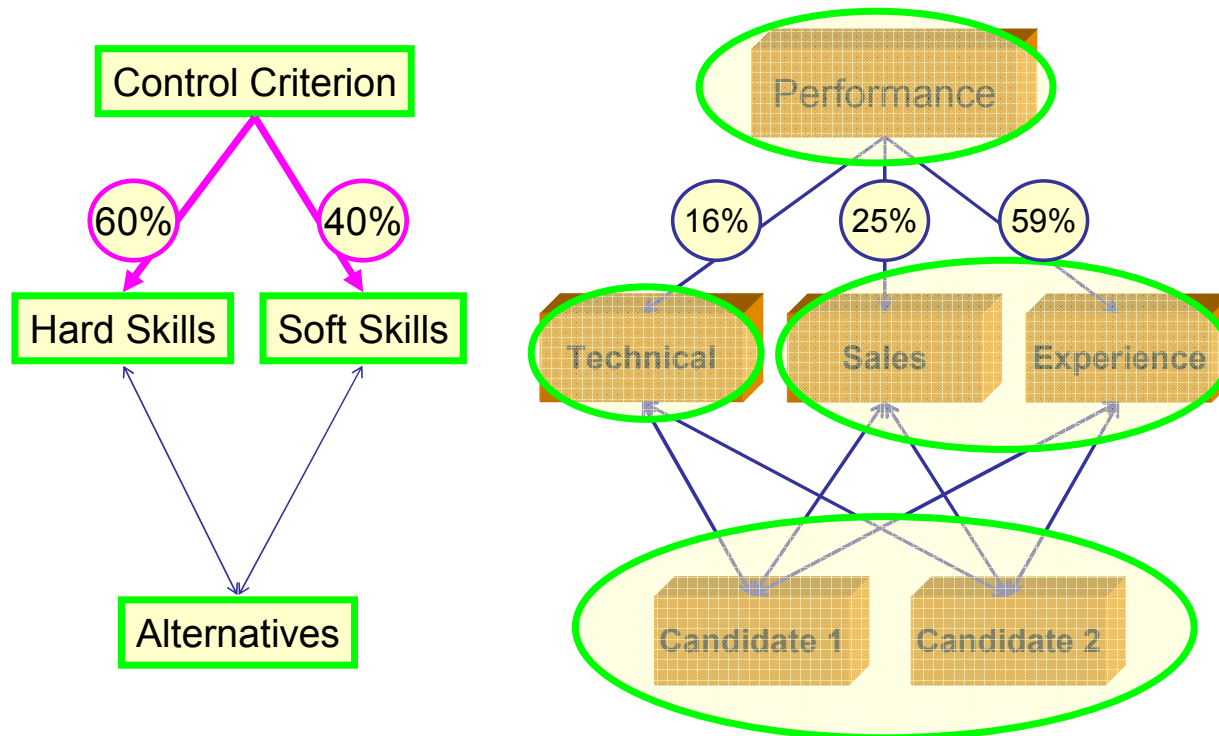 Control Criterion
60%
40%
Hard Skills
Soft Skills
Alternatives
Performance
16%
25%
59%
Technical
Sales
Experience
Candidate 1
Candidate 2